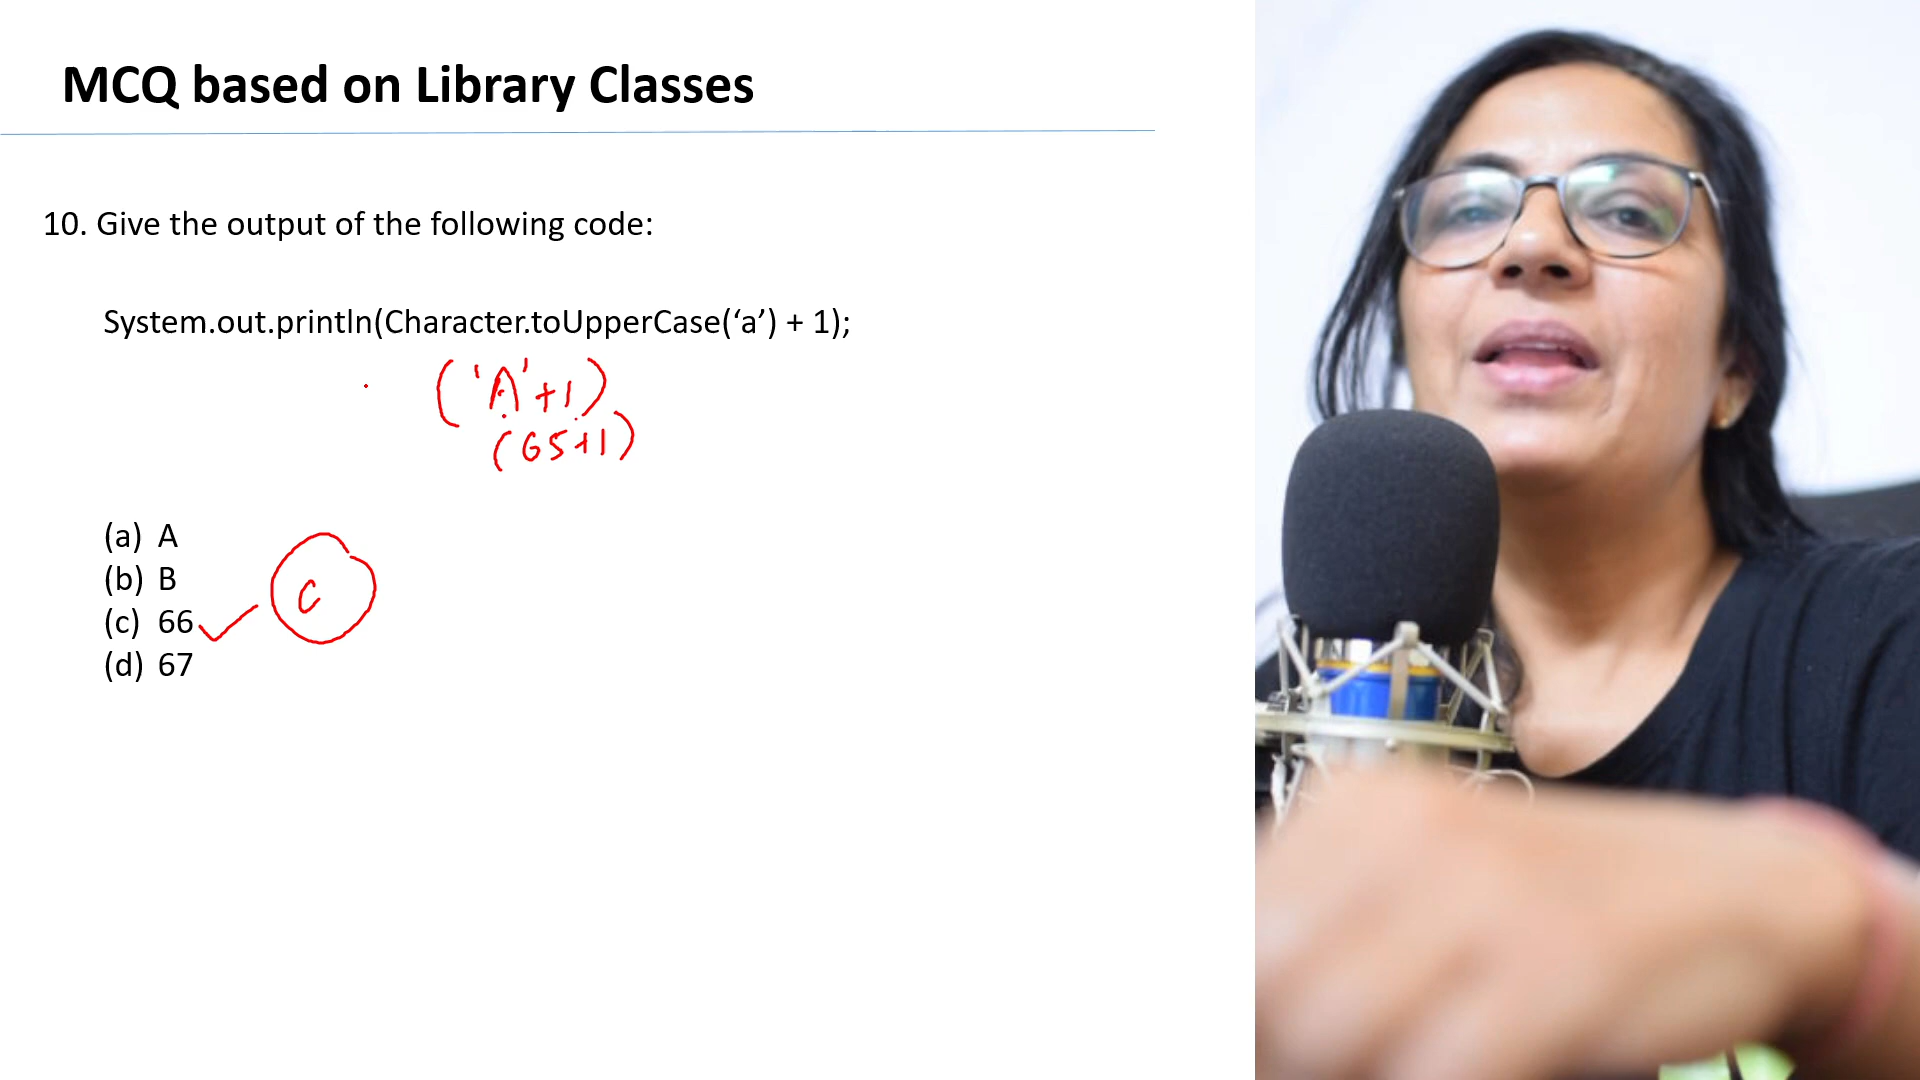 MCQ based on Library Classes
10. Give the output of the following code:
System.out.println(Character.toUpperCase(‘a’) + 1);
('A'+1)
(65+1)
(a) A
(b) B
(c) 66
C
(d) 67